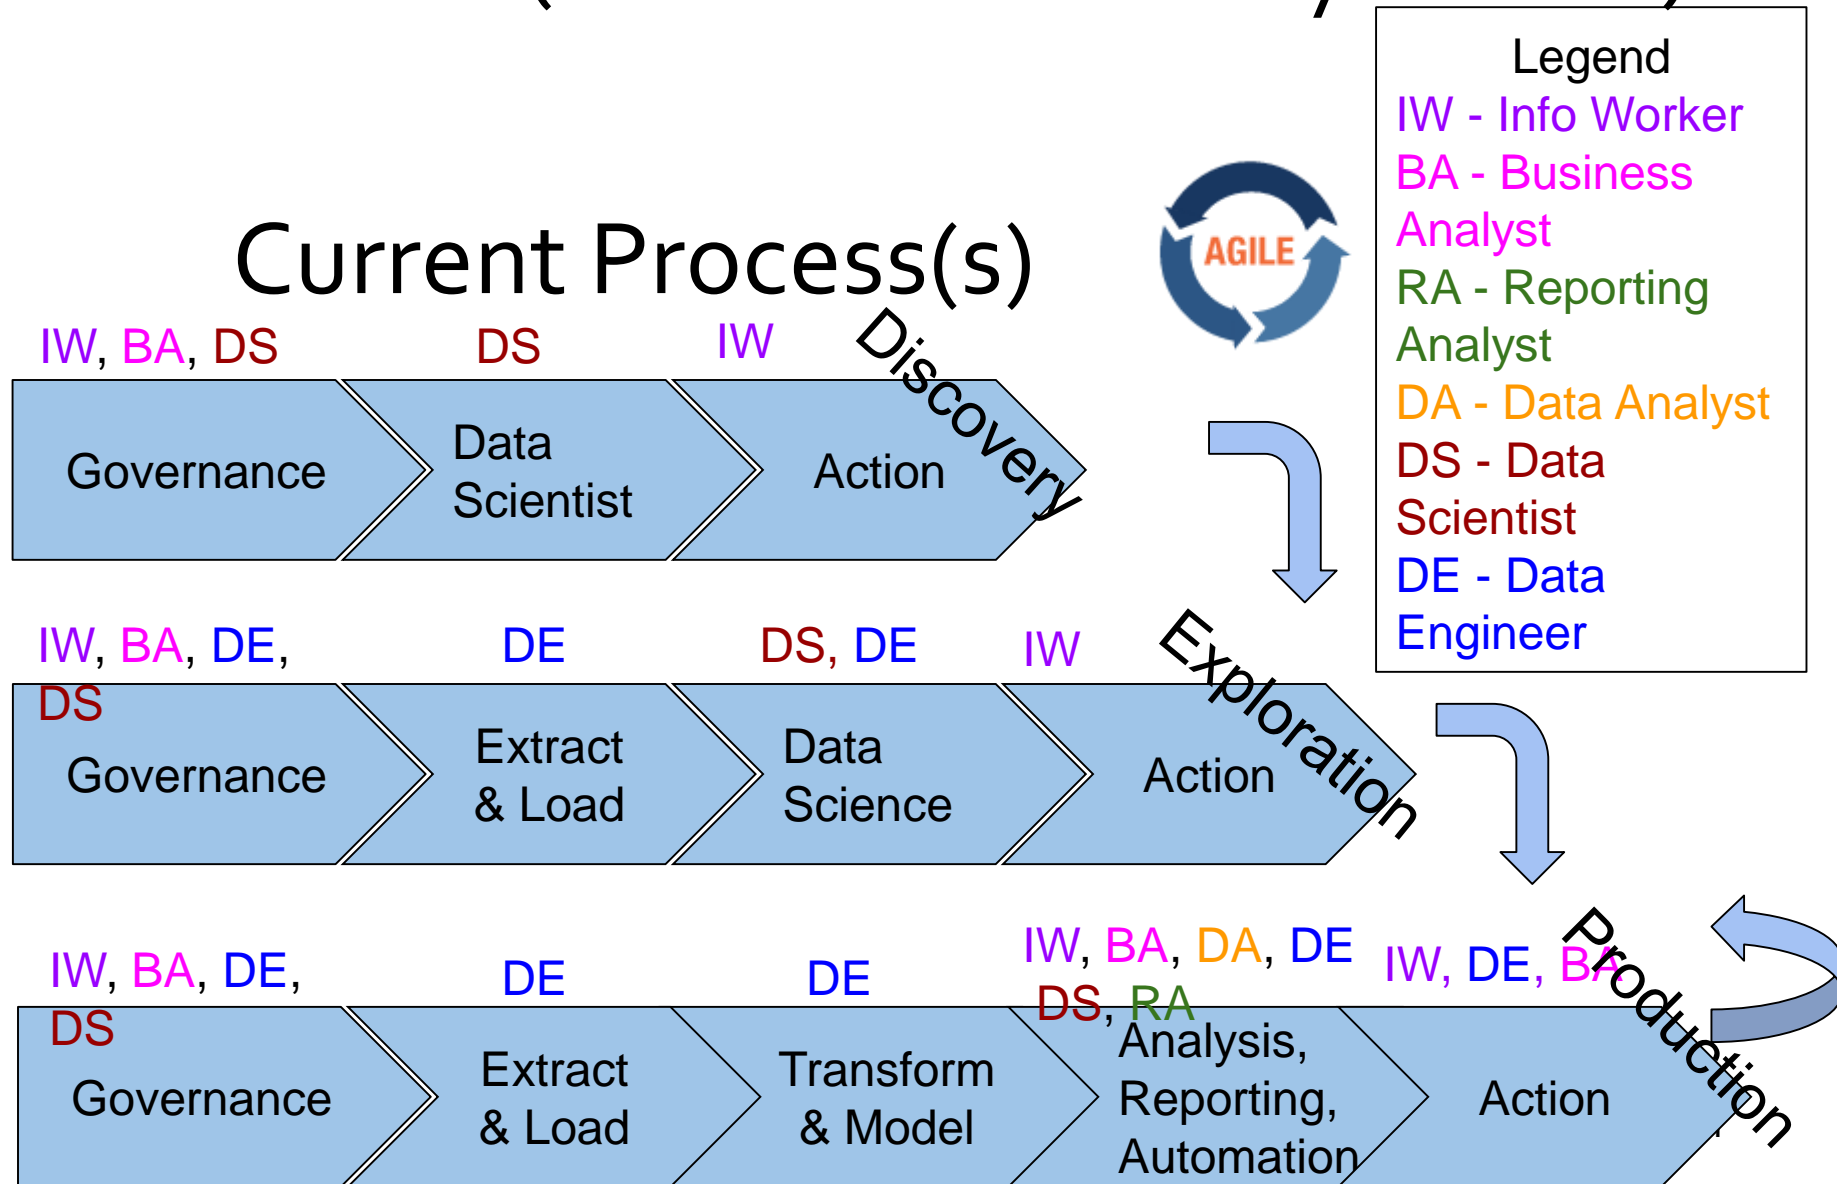 Legend
IW - Info Worker
BA - Business
Analyst
RA - Reporting
Analyst
DA - Data Analyst
DS - Data
Scientist
DE - Data
Engineer
AGILE
Current Process(s)
IW, BA, DS
DS
IW
Discovery
Governance
Data
Scientist
Action
IW, BA, DE,
DS
DE
DS, DE
IW
Exploration
Governance
Extract
& Load
Data
Science
Action
IW, BA, DE,
DS
DE
DE
IW, BA, DA, DE
DS, RA
IW, DE, BA
Production
Governance
Extract
& Load
Transform
& Model
Analysis,
Reporting,
Automation
Action